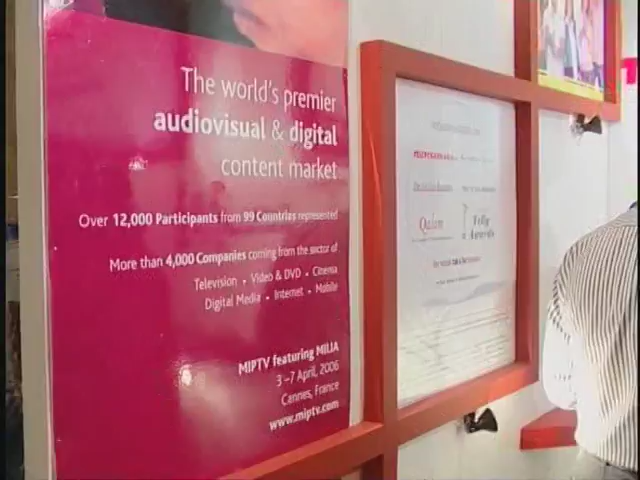 The world's premier
audiovisual & digital
content market
Over 12,000 Participants from 99 Countries represented
More than 4,000 Companies coming from the sector of
Television • Video & DVD • Cinema
Digital Media • Internet • Mobile
MIPTV featuring MILIA
3 – 7 April, 2006
Cannes, France
www.miptv.com
Telly
Awards